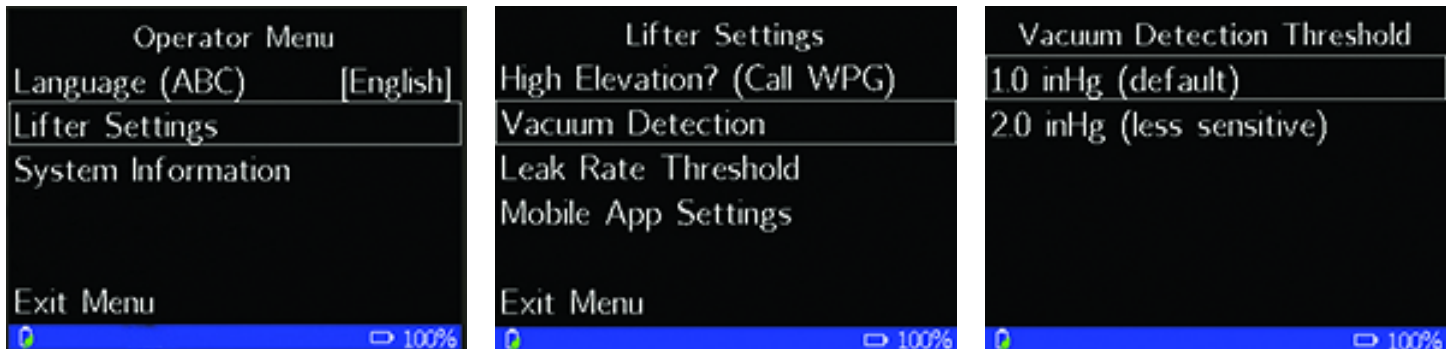 Operator Menu
Language (ABC) [English]
Lifter Settings
System Information
Exit Menu
100%
Lifter Settings
High Elevation? (Call WPG)
Vacuum Detection
Leak Rate Threshold
Mobile App Settings
Exit Menu
100%
Vacuum Detection Threshold
1.0 inHg (default)
2.0 inHg (less sensitive)
100%